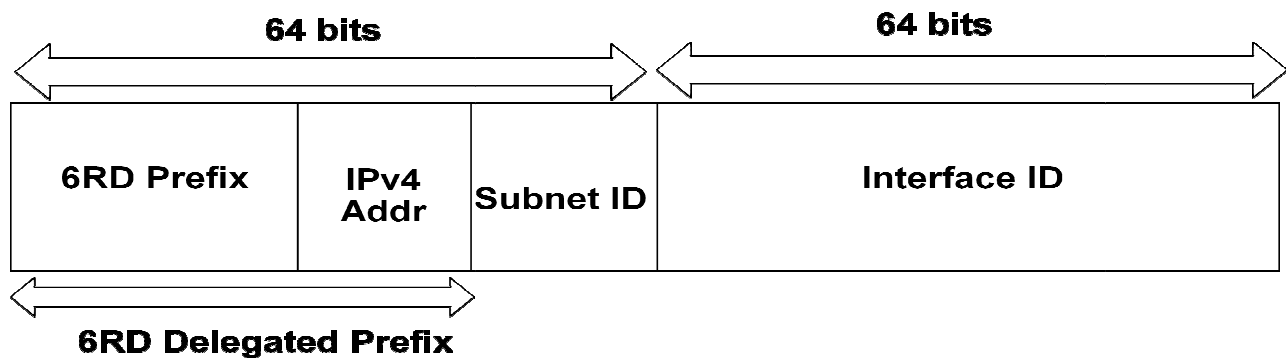 64 bits
64 bits
6RD Prefix
IPv4
Addr
Subnet ID
Interface ID
6RD Delegated Prefix